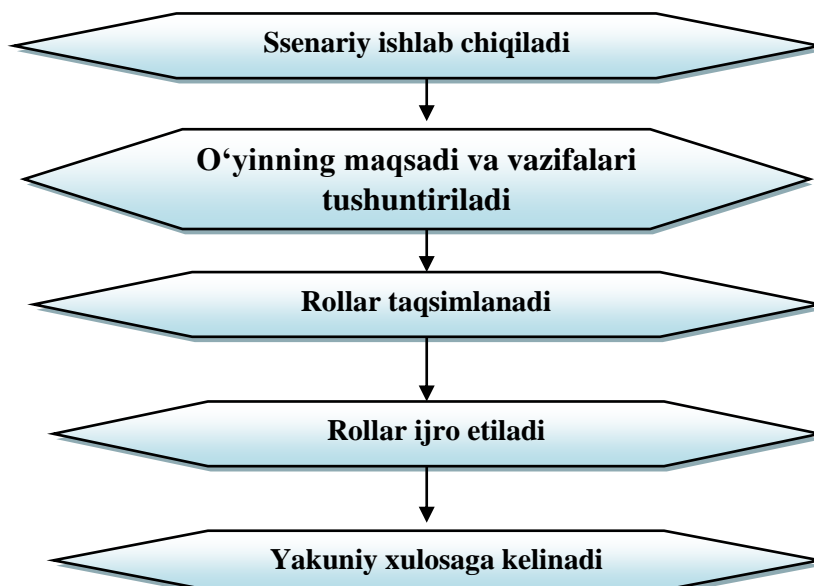 Ssenariy ishlab chiqiladi
O‘yinning maqsadi va vazifalari
tushuntiriladi
Rollar taqsimlanadi
Rollar ijro etiladi
Yakuniy xulosaga kelinadi